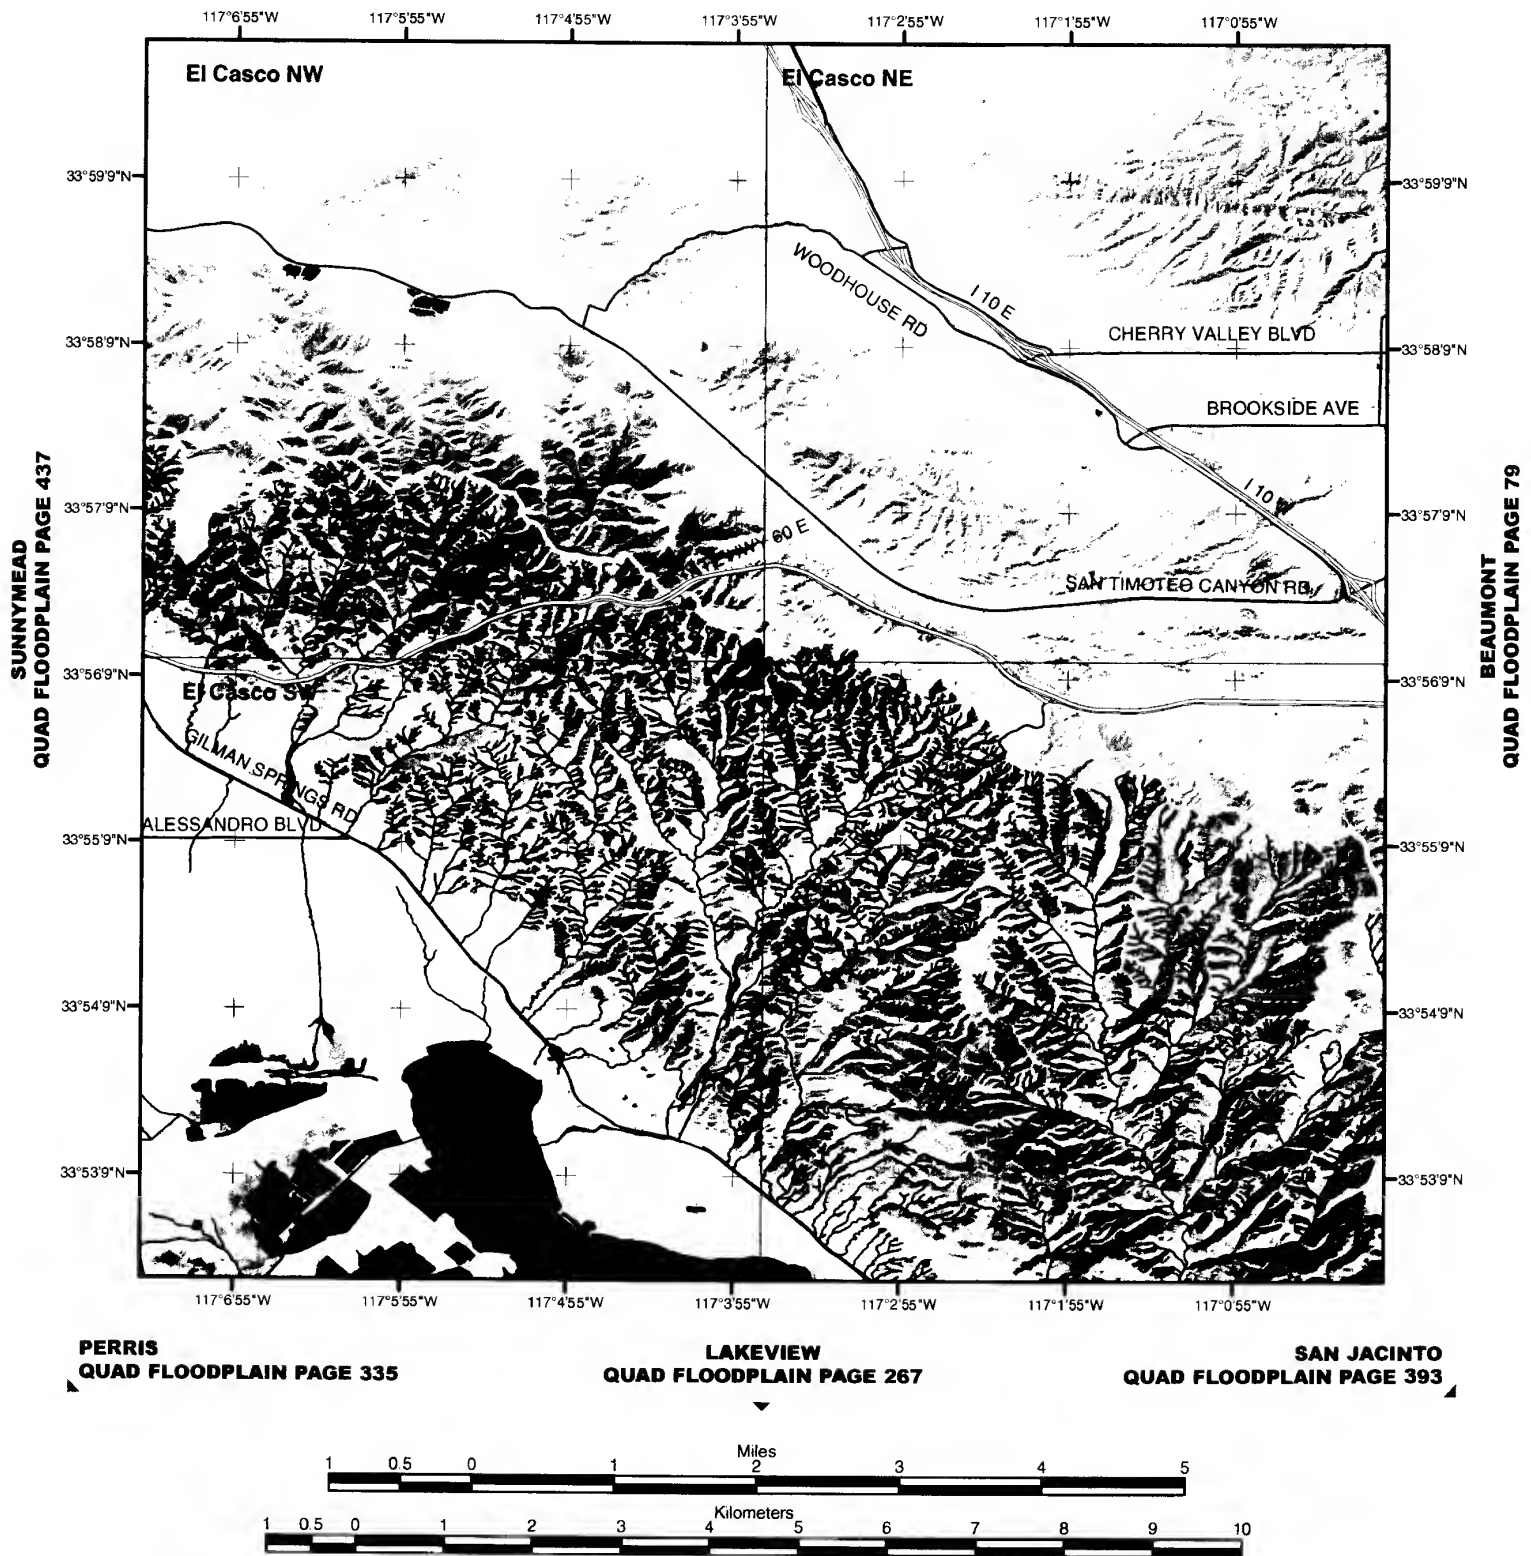 117°6'55"W 117°5'55"W 117°4'55"W 117°3'55"W 117°2'55"W 117°1'55"W 117°0'55"W
El Casco NW
El Casco NE
33°59'9"N
33°59'9"N
WOODHOUSE RD
I 10 E
CHERRY VALLEY BLVD
33°58'9"N
33°58'9"N
BROOKSIDE AVE
SUNNYMEAD
QUAD FLOODPLAIN PAGE 437
BEAUMONT
QUAD FLOODPLAIN PAGE 79
I 10
33°57'9"N
33°57'9"N
HWY 60 E
SAN TIMOTEO CANYON RD
33°56'9"N
33°56'9"N
El Casco SW
GILMAN SPRINGS RD
ALESSANDRO BLVD
33°55'9"N
33°55'9"N
33°54'9"N
33°54'9"N
33°53'9"N
33°53'9"N
117°6'55"W 117°5'55"W 117°4'55"W 117°3'55"W 117°2'55"W 117°1'55"W 117°0'55"W
PERRIS
QUAD FLOODPLAIN PAGE 335
LAKEVIEW
QUAD FLOODPLAIN PAGE 267
SAN JACINTO
QUAD FLOODPLAIN PAGE 393
Miles
1 0.5 0 1 2 3 4 5
Kilometers
1 0.5 0 1 2 3 4 5 6 7 8 9 10